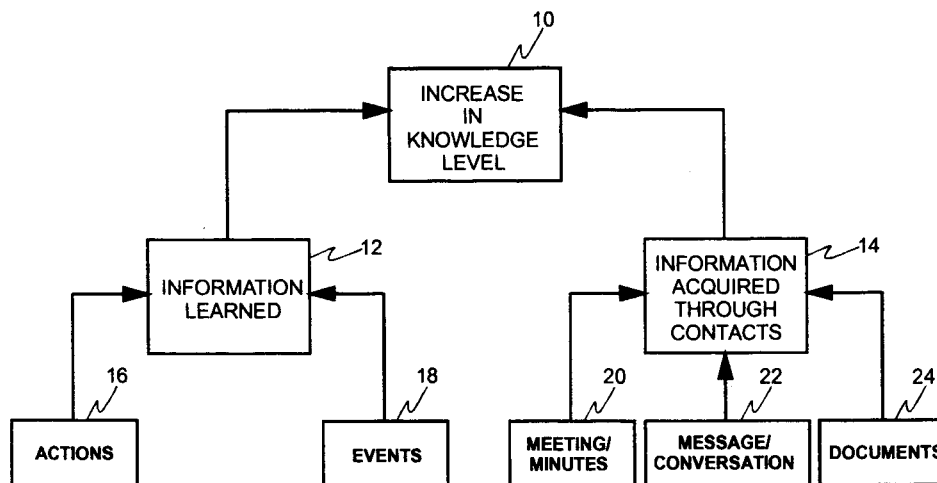 10
INCREASE
IN
KNOWLEDGE
LEVEL
12
INFORMATION
LEARNED
14
INFORMATION
ACQUIRED
THROUGH
CONTACTS
16
ACTIONS
18
EVENTS
20
MEETING/
MINUTES
22
MESSAGE/
CONVERSATION
24
DOCUMENTS